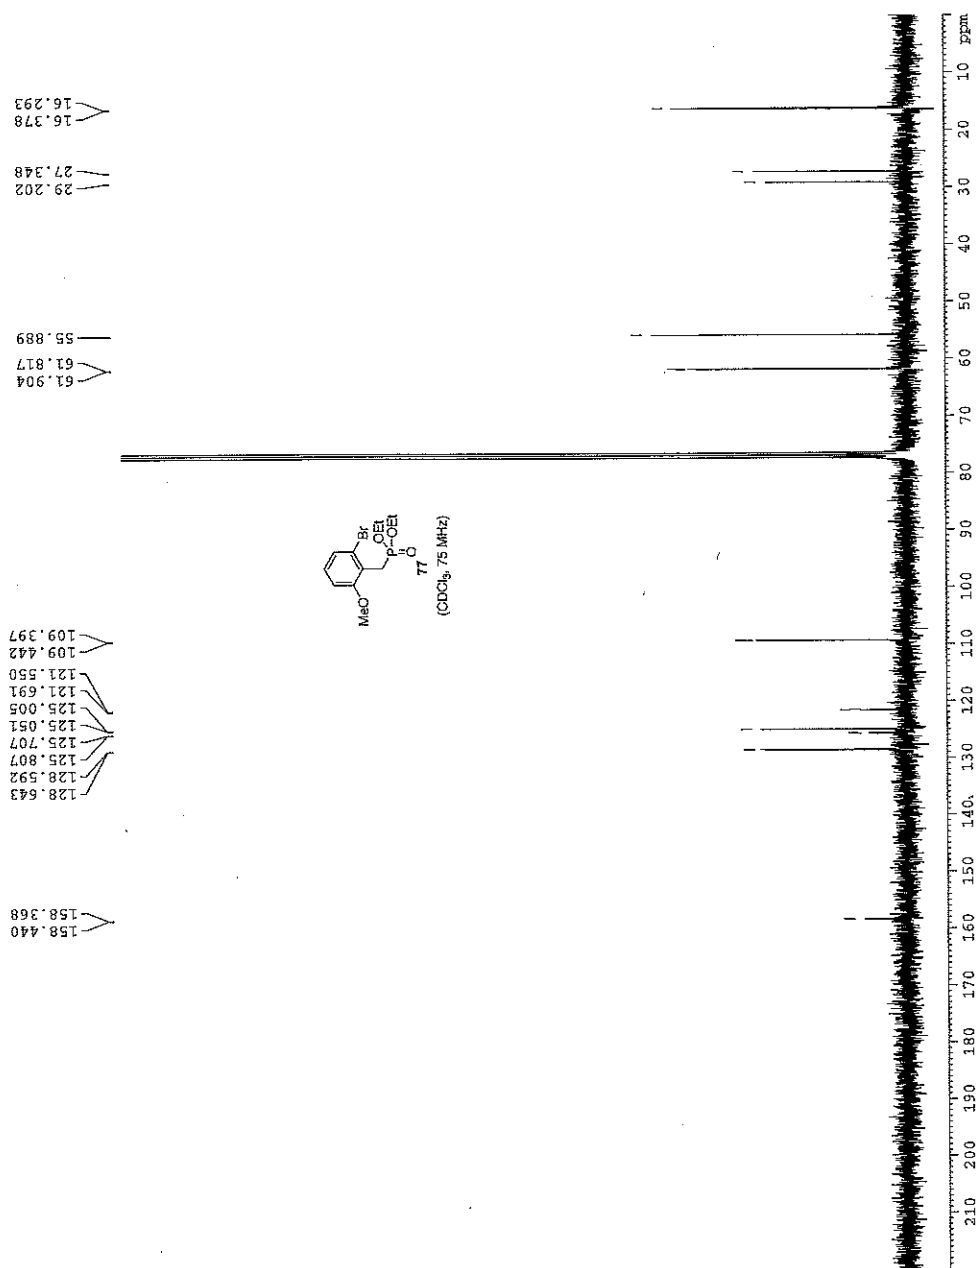 16.293
16.378
27.348
29.202
55.889
61.817
61.904
109.397
109.442
121.550
121.691
125.005
125.051
125.707
125.807
128.592
128.643
158.368
158.440
MeO
Br
OEt
P-OEt
O
77
(CDCl₃, 75 MHz)
210 200 190 180 170 160 150 140 130 120 110 100 90 80 70 60 50 40 30 20 10 ppm